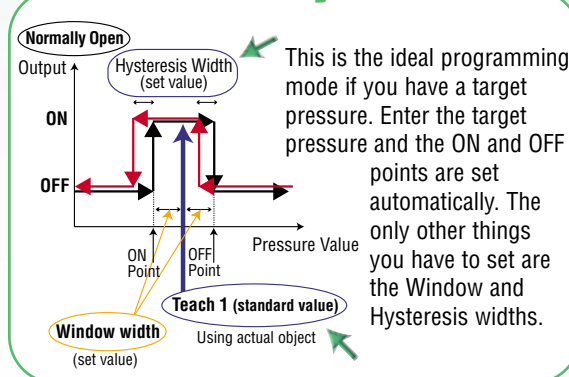 Normally Open
Output
Hysteresis Width
(set value)
ON
OFF
ON
Point
OFF
Point
Pressure Value
Teach 1 (standard value)
Using actual object
Window width
(set value)
This is the ideal programming
mode if you have a target
pressure. Enter the target
pressure and the ON and OFF
points are set
automatically. The
only other things
you have to set are
the Window and
Hysteresis widths.